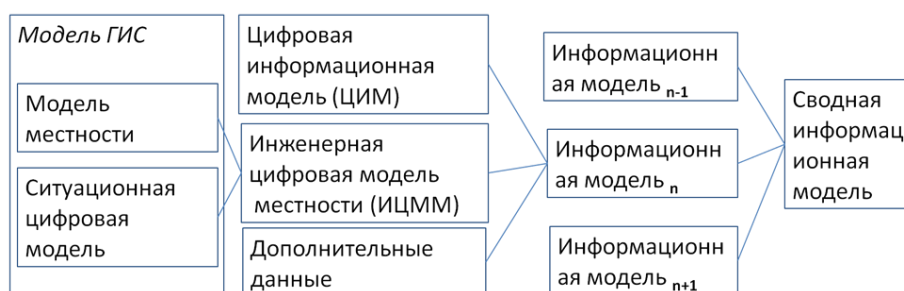 Модель ГИС
Модель
местности
Ситуационная
цифровая
модель
Цифровая
информационная
модель (ЦИМ)
Инженерная
цифровая модель
местности (ИЦММ)
Дополнительные
данные
Информационн
ая модель n-1
Информационн
ая модель n
Информационн
ая модель n+1
Сводная
информац
ионная
модель